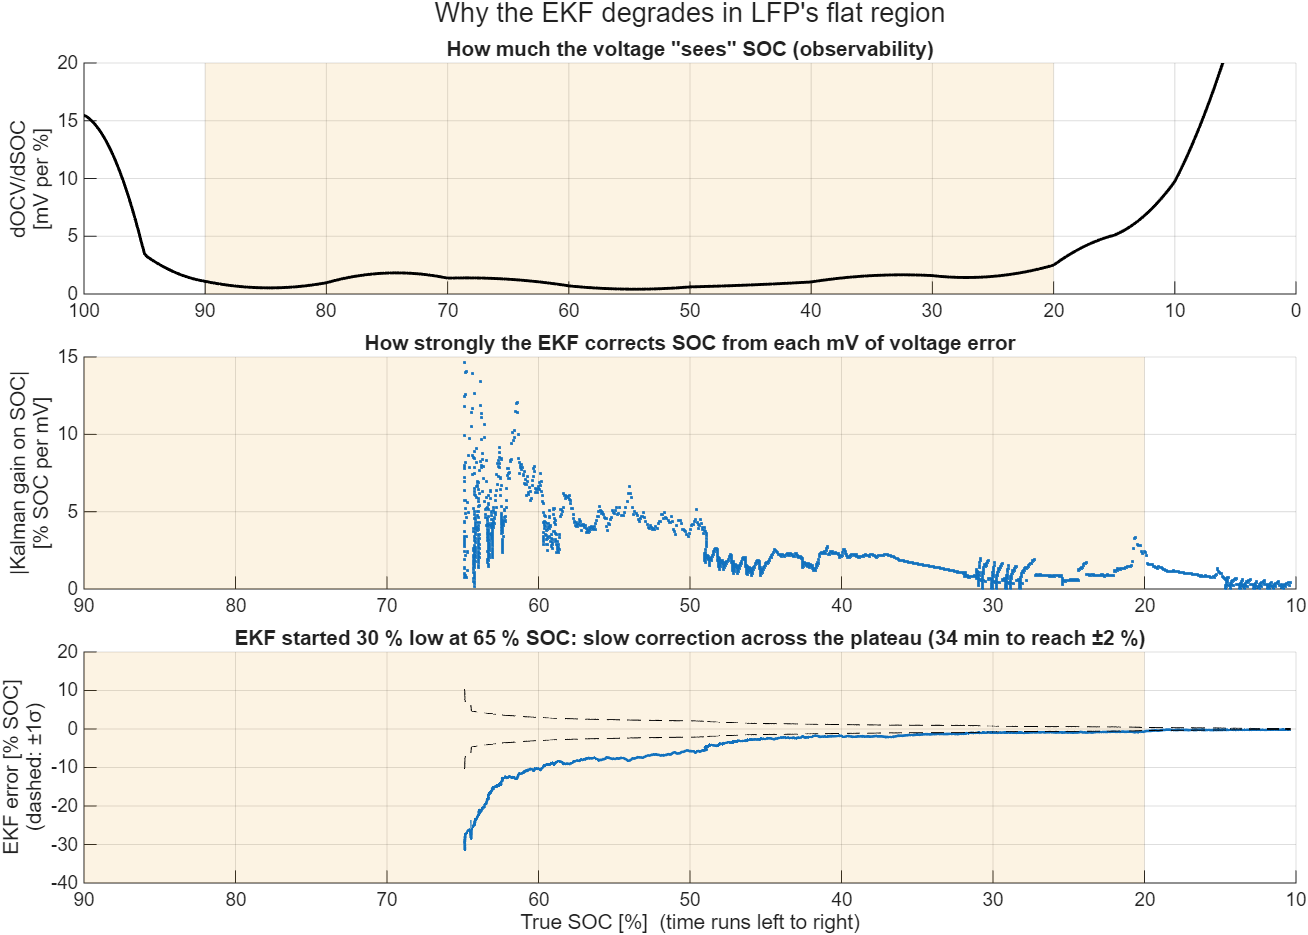 Why the EKF degrades in LFP's flat region
How much the voltage "sees" SOC (observability)
dOCV/dSOC
[mV per %]
20
15
10
5
0
100 90 80 70 60 50 40 30 20 10 0
How strongly the EKF corrects SOC from each mV of voltage error
|Kalman gain on SOC|
[% SOC per mV]
15
10
5
0
90 80 70 60 50 40 30 20 10
EKF started 30 % low at 65 % SOC: slow correction across the plateau (34 min to reach ±2 %)
EKF error [% SOC]
(dashed: ±1σ)
20
10
0
-10
-20
-30
-40
90 80 70 60 50 40 30 20 10
True SOC [%]  (time runs left to right)